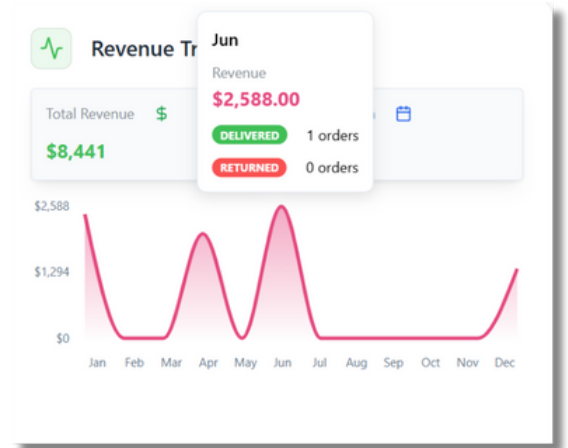 Revenue Tr
Jun
Revenue
$2,588.00
DELIVERED 1 orders
RETURNED 0 orders
Total Revenue $
$8,441
$2,588
$1,294
$0
Jan Feb Mar Apr May Jun Jul Aug Sep Oct Nov Dec